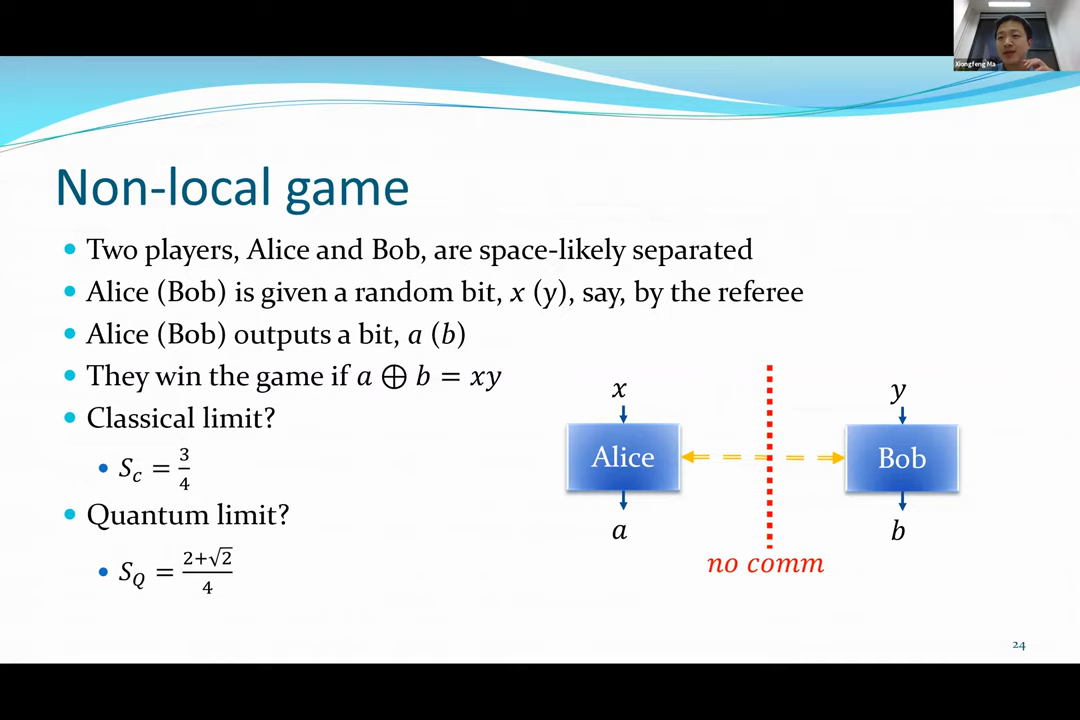 Xiongfeng Ma
Non-local game
• Two players, Alice and Bob, are space-likely separated
• Alice (Bob) is given a random bit, x (y), say, by the referee
• Alice (Bob) outputs a bit, a (b)
• They win the game if a ⊕ b = xy
• Classical limit?
• S_c = 3/4
• Quantum limit?
• S_Q = (2+√2)/4
x
y
Alice
Bob
a
b
no comm
24